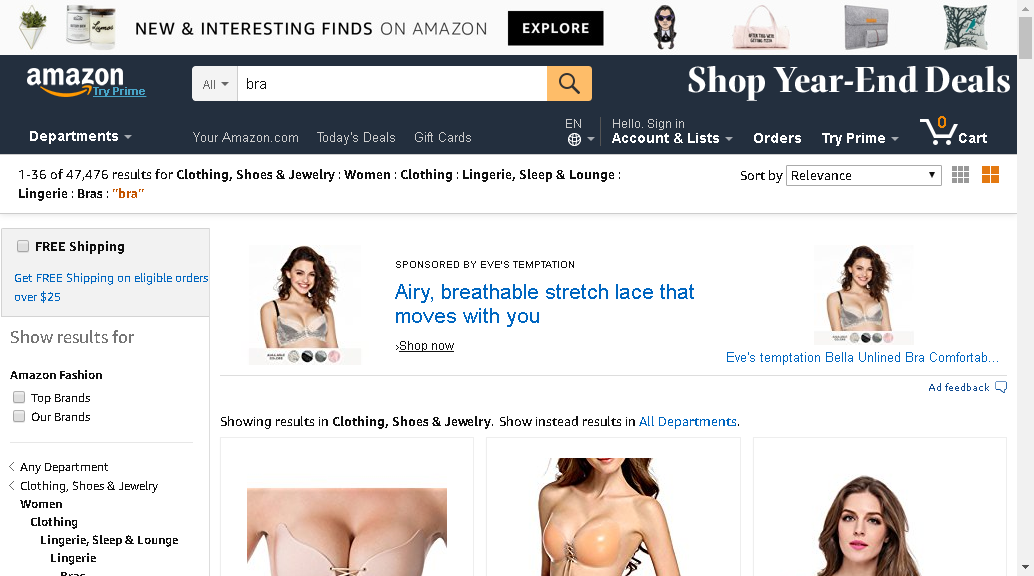 NEW & INTERESTING FINDS ON AMAZON EXPLORE
amazon
Try Prime
All
bra
Shop Year-End Deals
Departments
Your Amazon.com Today's Deals Gift Cards
EN
Hello. Sign in
Account & Lists
Orders
Try Prime
0
Cart
1-36 of 47,476 results for Clothing, Shoes & Jewelry : Women : Clothing : Lingerie, Sleep & Lounge :
Lingerie : Bras : "bra"
Sort by Relevance
FREE Shipping
Get FREE Shipping on eligible orders
over $25
Show results for
Amazon Fashion
Top Brands
Our Brands
Any Department
Clothing, Shoes & Jewelry
Women
Clothing
Lingerie, Sleep & Lounge
Lingerie
Bras
SPONSORED BY EVE'S TEMPTATION
Airy, breathable stretch lace that
moves with you
›Shop now
Eve's temptation Bella Unlined Bra Comfortab...
Ad feedback
Showing results in Clothing, Shoes & Jewelry. Show instead results in All Departments.